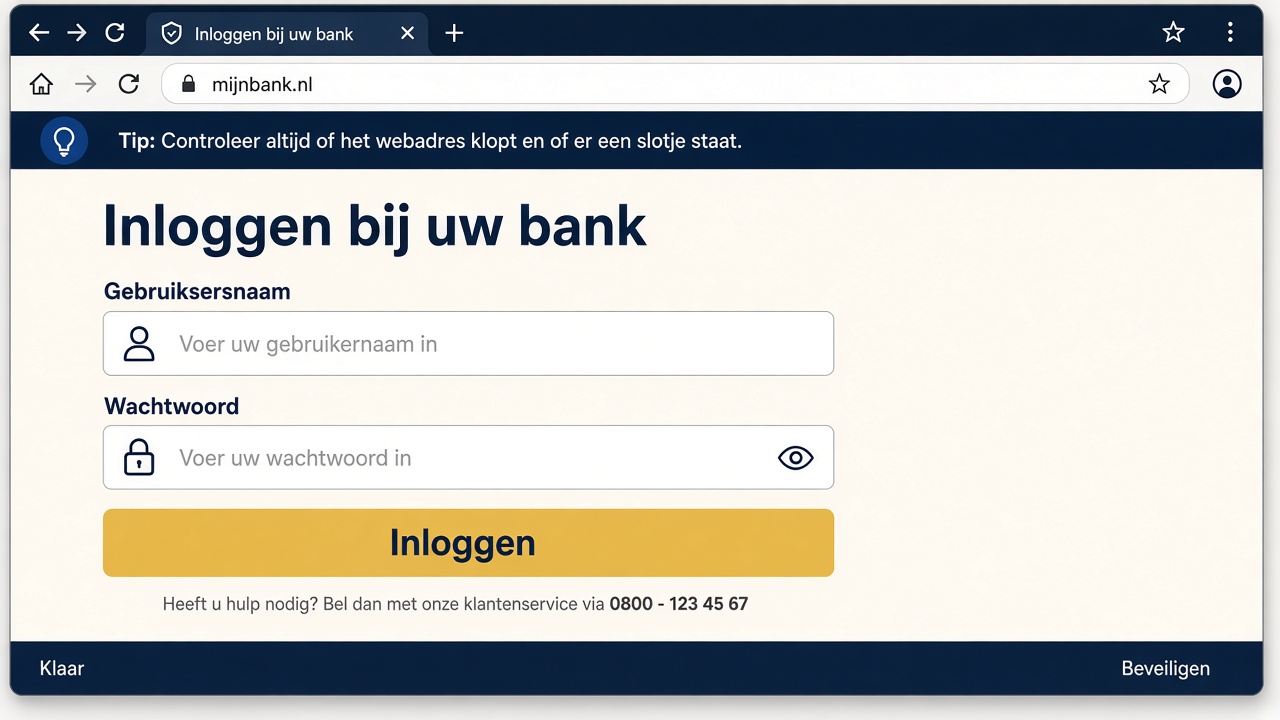 Inloggen bij uw bank
mijnbank.nl
Tip: Controleer altijd of het webadres klopt en of er een slotje staat.
Inloggen bij uw bank
Gebruiksersnaam
Voer uw gebruikernaam in
Wachtwoord
Voer uw wachtwoord in
Inloggen
Heeft u hulp nodig? Bel dan met onze klantenservice via 0800 - 123 45 67
Klaar
Beveiligen